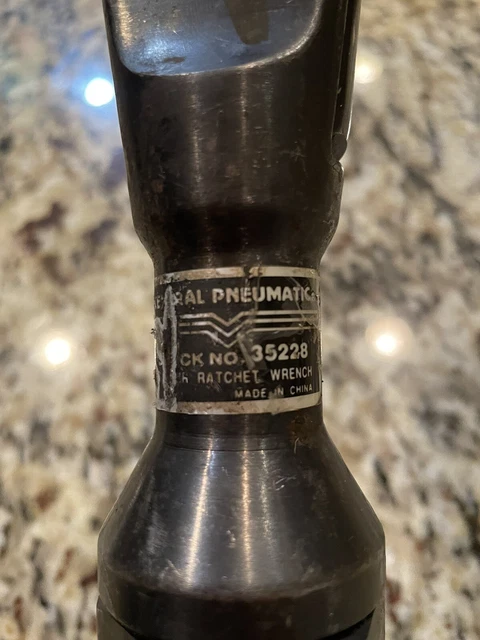 PNEUMATIC
CK NO. 35228
RATCHET WRENCH
MADE IN CHINA